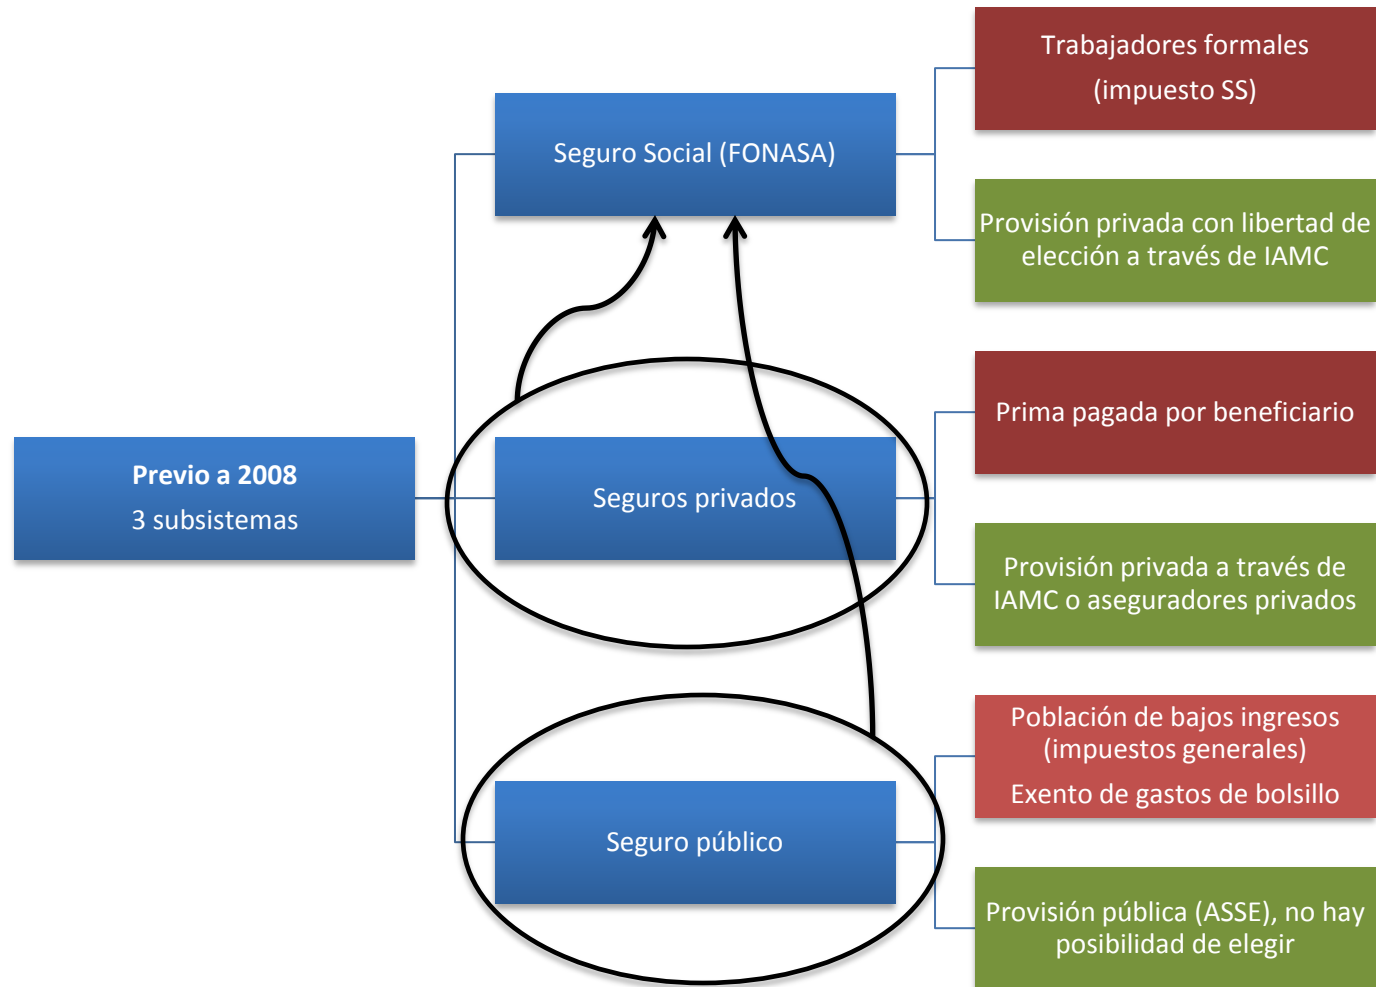 Previo a 2008
3 subsistemas
Seguro Social (FONASA)
Trabajadores formales
(impuesto SS)
Provisión privada con libertad de
elección a través de IAMC
Seguros privados
Prima pagada por beneficiario
Provisión privada a través de
IAMC o aseguradores privados
Seguro público
Población de bajos ingresos
(impuestos generales)
Exento de gastos de bolsillo
Provisión pública (ASSE), no hay
posibilidad de elegir